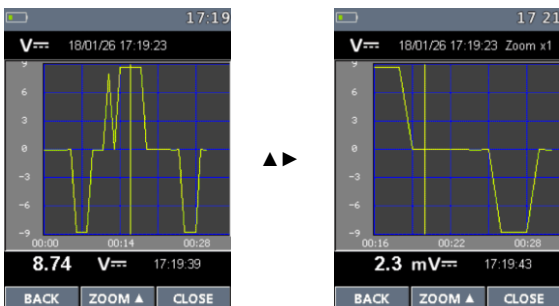 17:19
V 18/01/26 17:19:23
9
6
3
0
-3
-6
-9
00:00 00:14 00:28
8.74 V 17:19:39
BACK ZOOM ▲ CLOSE
▲►
17 21
V 18/01/26 17:19:23 Zoom x1
9
6
3
0
-3
-6
-9
00:16 00:22 00:28
2.3 mV 17:19:43
BACK ZOOM ▲ CLOSE